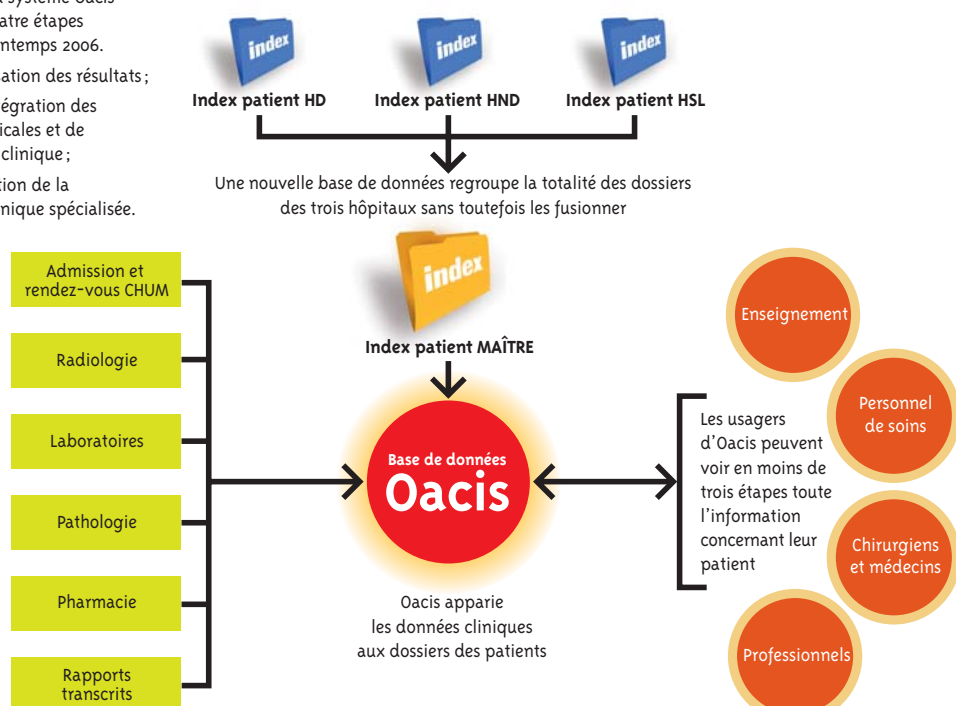 système Oacis
atre étapes
ntemps 2006.
ation des résultats ;
égration des
icales et de
clinique ;
tion de la
nique spécialisée.
index
index
index
Index patient HD
Index patient HND
Index patient HSL
Une nouvelle base de données regroupe la totalité des dossiers
des trois hôpitaux sans toutefois les fusionner
index
Index patient MAÎTRE
Admission et
rendez-vous CHUM
Radiologie
Laboratoires
Pathologie
Pharmacie
Rapports
transcrits
Base de données
Oacis
Oacis apparie
les données cliniques
aux dossiers des patients
Les usagers
d'Oacis peuvent
voir en moins de
trois étapes toute
l'information
concernant leur
patient
Enseignement
Personnel
de soins
Chirurgiens
et médecins
Professionnels